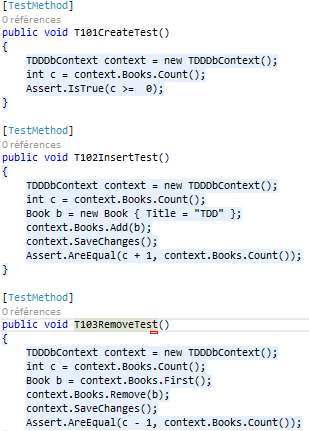 [TestMethod]
0 références
public void T101CreateTest()
{
TDDDbContext context = new TDDDbContext();
int c = context.Books.Count();
Assert.IsTrue(c >=  0);
}
[TestMethod]
0 références
public void T102InsertTest()
{
TDDDbContext context = new TDDDbContext();
int c = context.Books.Count();
Book b = new Book { Title = "TDD" };
context.Books.Add(b);
context.SaveChanges();
Assert.AreEqual(c + 1, context.Books.Count());
}
[TestMethod]
0 références
public void T103RemoveTest()
{
TDDDbContext context = new TDDDbContext();
int c = context.Books.Count();
Book b = context.Books.First();
context.Books.Remove(b);
context.SaveChanges();
Assert.AreEqual(c - 1, context.Books.Count());